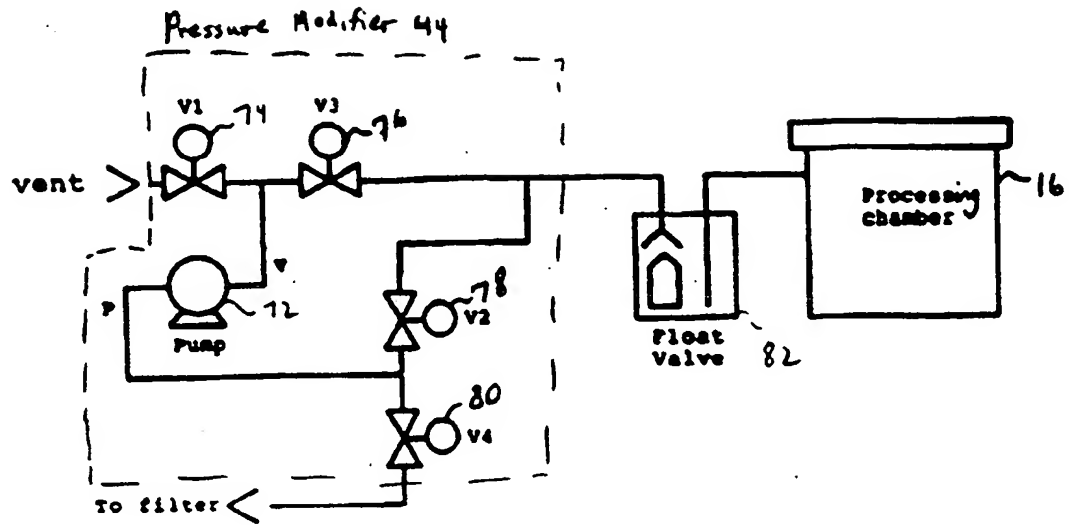 Pressure Modifier 44
V1
74
V3
76
vent
Processing
chamber
16
P
V
72
Pump
78
V2
Float
Valve
82
80
V4
To filter